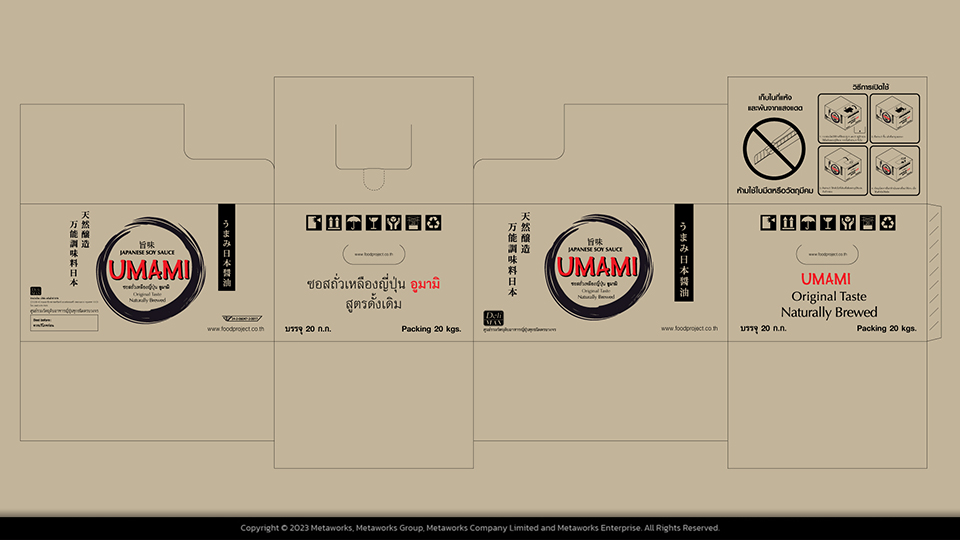 เก็บในที่แห้ง
และพ้นจากแสงแดด
ห้ามใช้ใบมีดหรือวัตถุมีคม
วิธีการเปิดใช้
天然醸造
万能調味料日本
旨味
JAPANESE SOY SAUCE
UMAMI
ซอสถั่วเหลืองญี่ปุ่น อูมามิ
Original Taste
Naturally Brewed
うまみ日本醤油
Deli
MAX
Best before:
www.foodproject.co.th
www.foodproject.co.th
ซอสถั่วเหลืองญี่ปุ่น อูมามิ
สูตรดั้งเดิม
บรรจุ 20 ก.ก.
Packing 20 kgs.
天然醸造
万能調味料日本
旨味
JAPANESE SOY SAUCE
UMAMI
ซอสถั่วเหลืองญี่ปุ่น อูมามิ
Original Taste
Naturally Brewed
うまみ日本醤油
Deli
MAX
www.foodproject.co.th
www.foodproject.co.th
UMAMI
Original Taste
Naturally Brewed
บรรจุ 20 ก.ก.
Packing 20 kgs.
Copyright © 2023 Metaworks, Metaworks Group, Metaworks Company Limited and Metaworks Enterprise. All Rights Reserved.